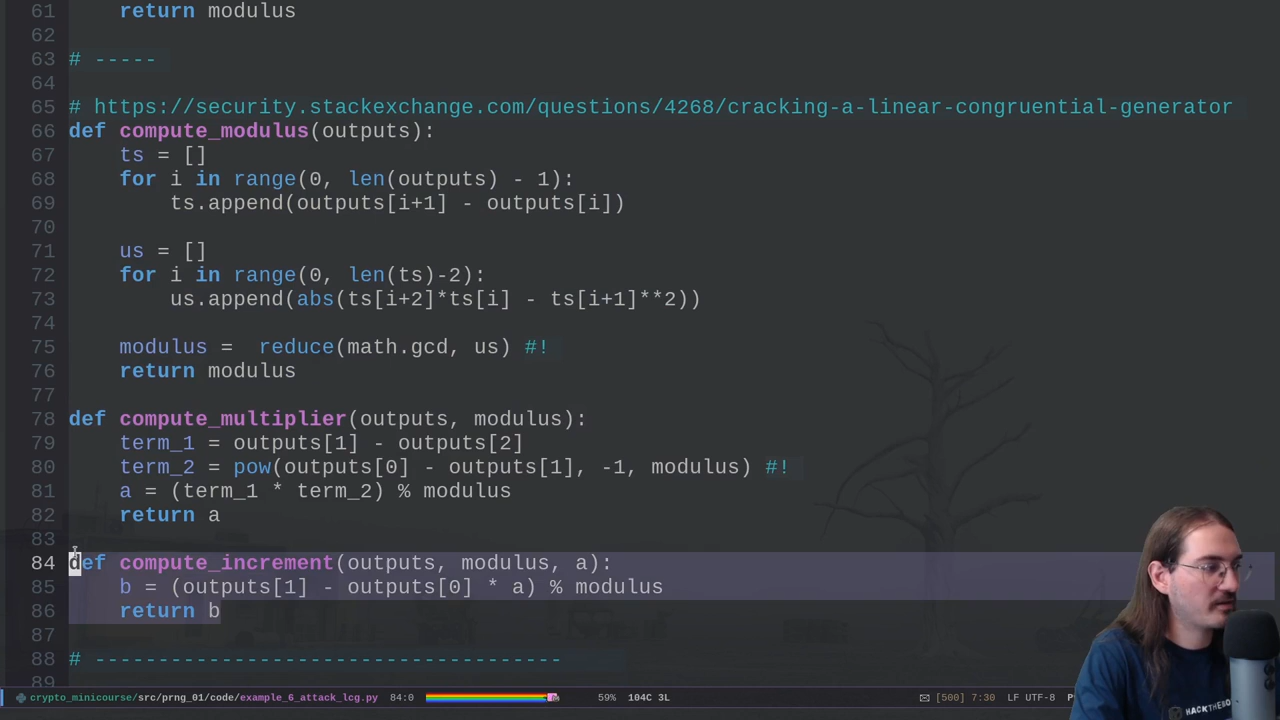 61 return modulus
62
63 # -----
64
65 # https://security.stackexchange.com/questions/4268/cracking-a-linear-congruential-generator
66 def compute_modulus(outputs):
67 ts = []
68 for i in range(0, len(outputs) - 1):
69 ts.append(outputs[i+1] - outputs[i])
70
71 us = []
72 for i in range(0, len(ts)-2):
73 us.append(abs(ts[i+2]*ts[i] - ts[i+1]**2))
74
75 modulus =  reduce(math.gcd, us) #!
76 return modulus
77
78 def compute_multiplier(outputs, modulus):
79 term_1 = outputs[1] - outputs[2]
80 term_2 = pow(outputs[0] - outputs[1], -1, modulus) #!
81 a = (term_1 * term_2) % modulus
82 return a
83
84 def compute_increment(outputs, modulus, a):
85 b = (outputs[1] - outputs[0] * a) % modulus
86 return b
87
88 # -------------------------------------
89
crypto_minicourse/src/prng_01/code/example_6_attack_lcg.py 84:0 59% 104C 3L [500] 7:30 LF UTF-8
HACKTHEBO